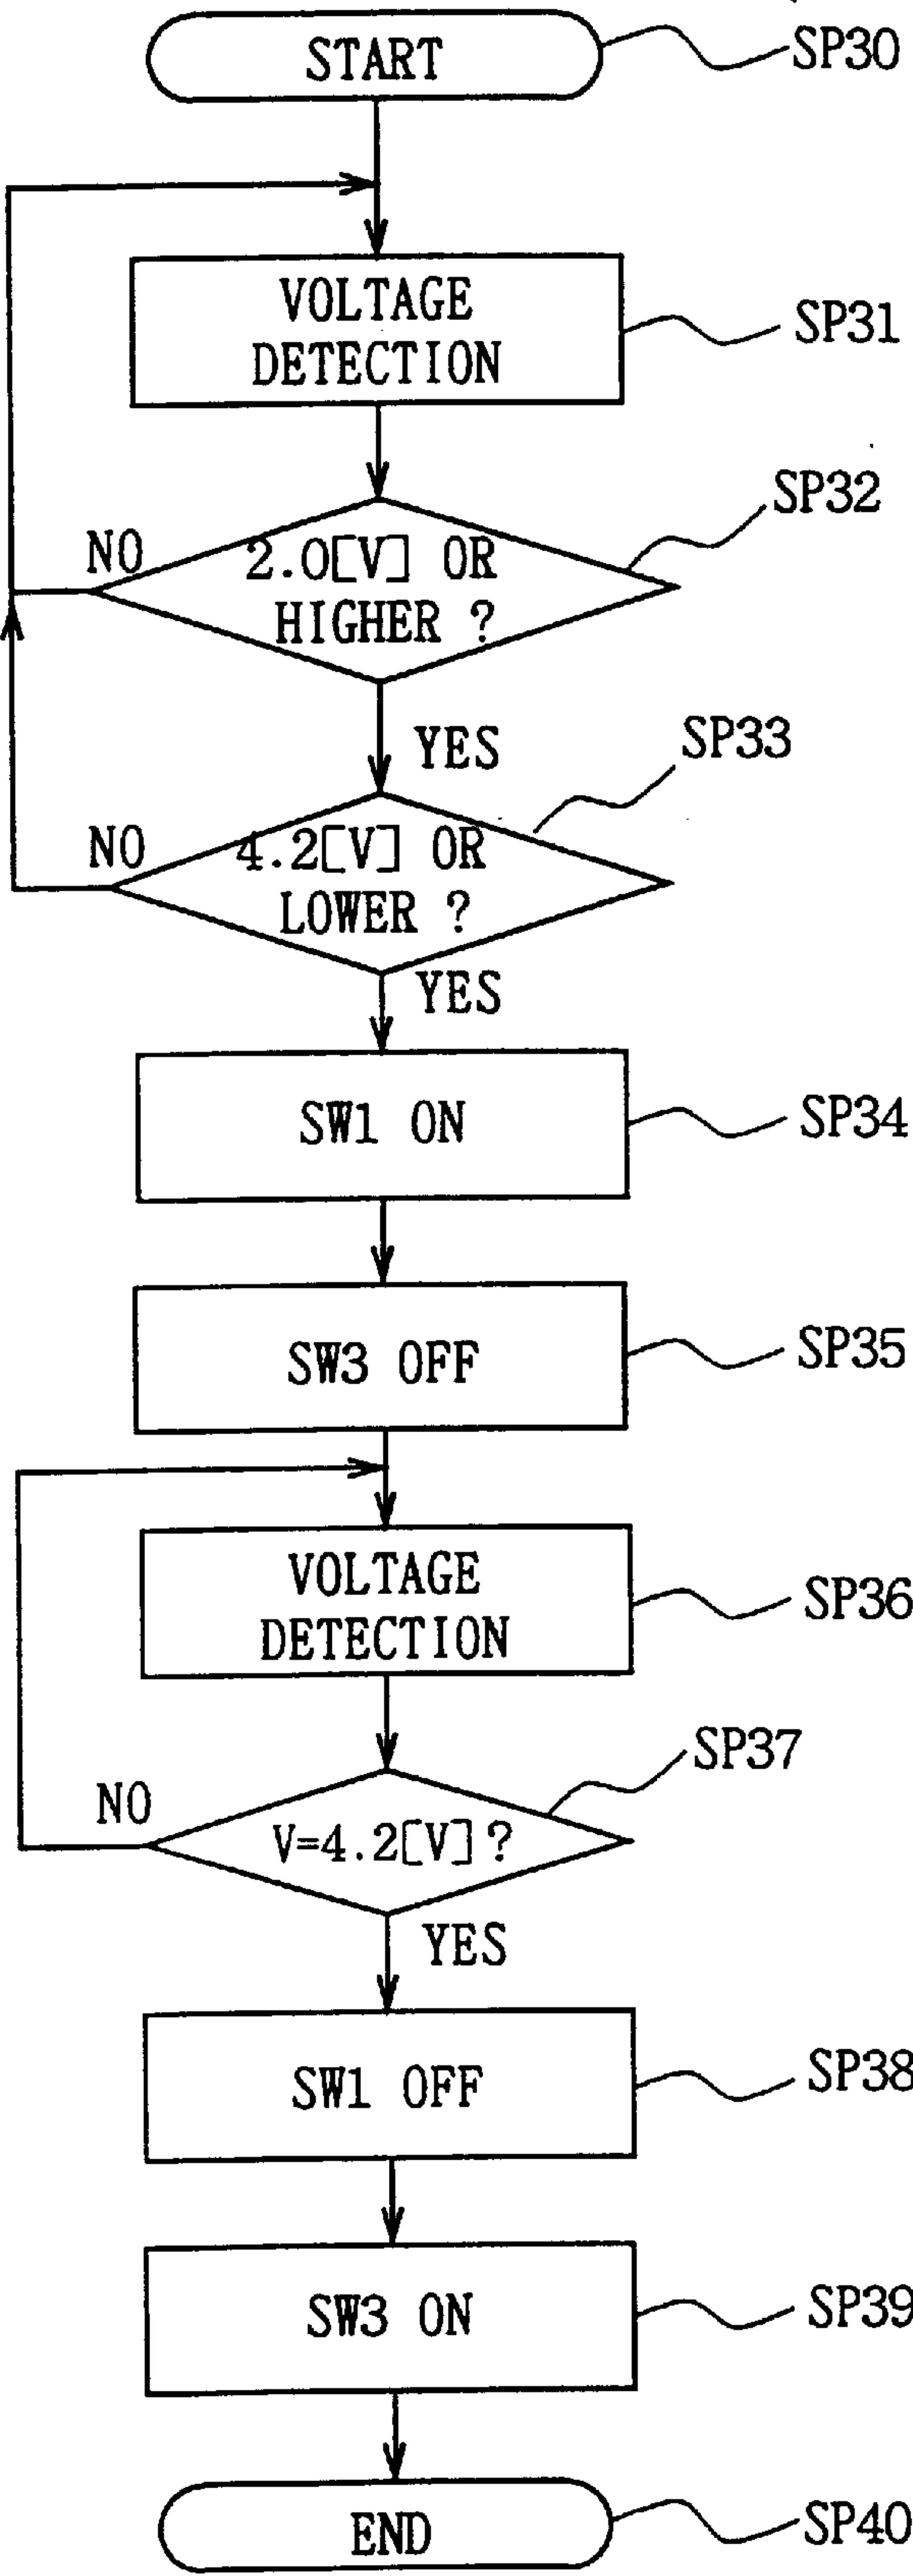 START
SP30
VOLTAGE
DETECTION
SP31
SP32
NO
2.0[V] OR
HIGHER ?
YES
SP33
NO
4.2[V] OR
LOWER ?
YES
SW1 ON
SP34
SW3 OFF
SP35
VOLTAGE
DETECTION
SP36
SP37
NO
V=4.2[V]?
YES
SW1 OFF
SP38
SW3 ON
SP39
END
SP40